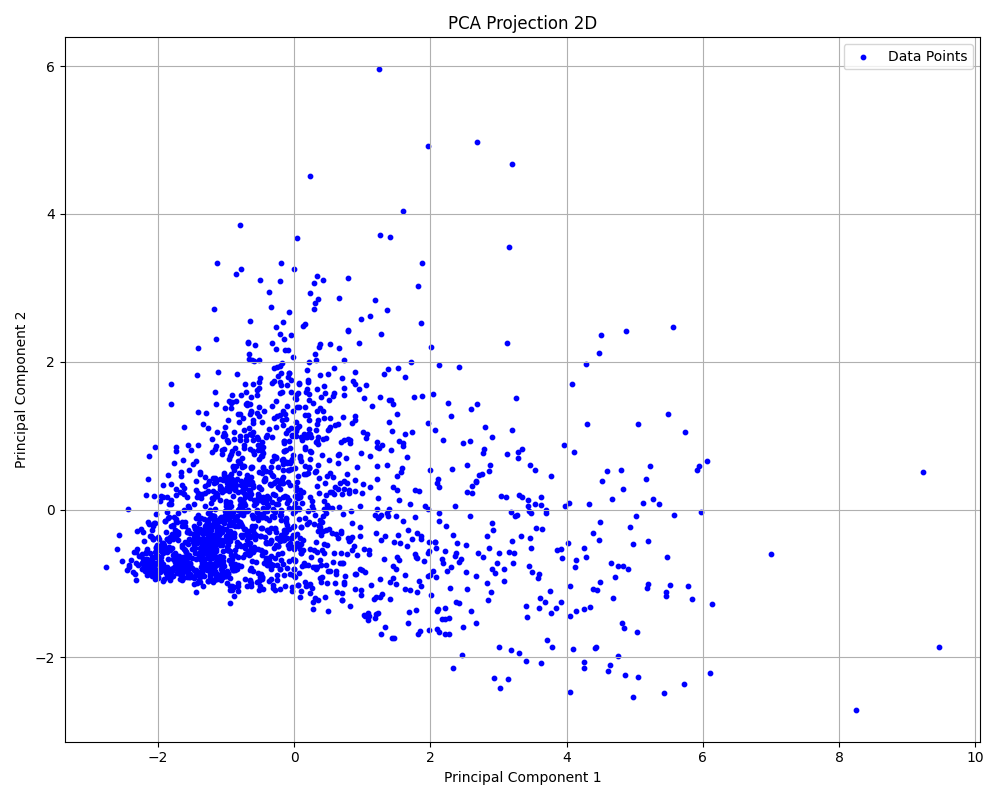 PCA Projection 2D
Data Points
6
4
2
0
−2
Principal Component 2
−2 0 2 4 6 8 10
Principal Component 1